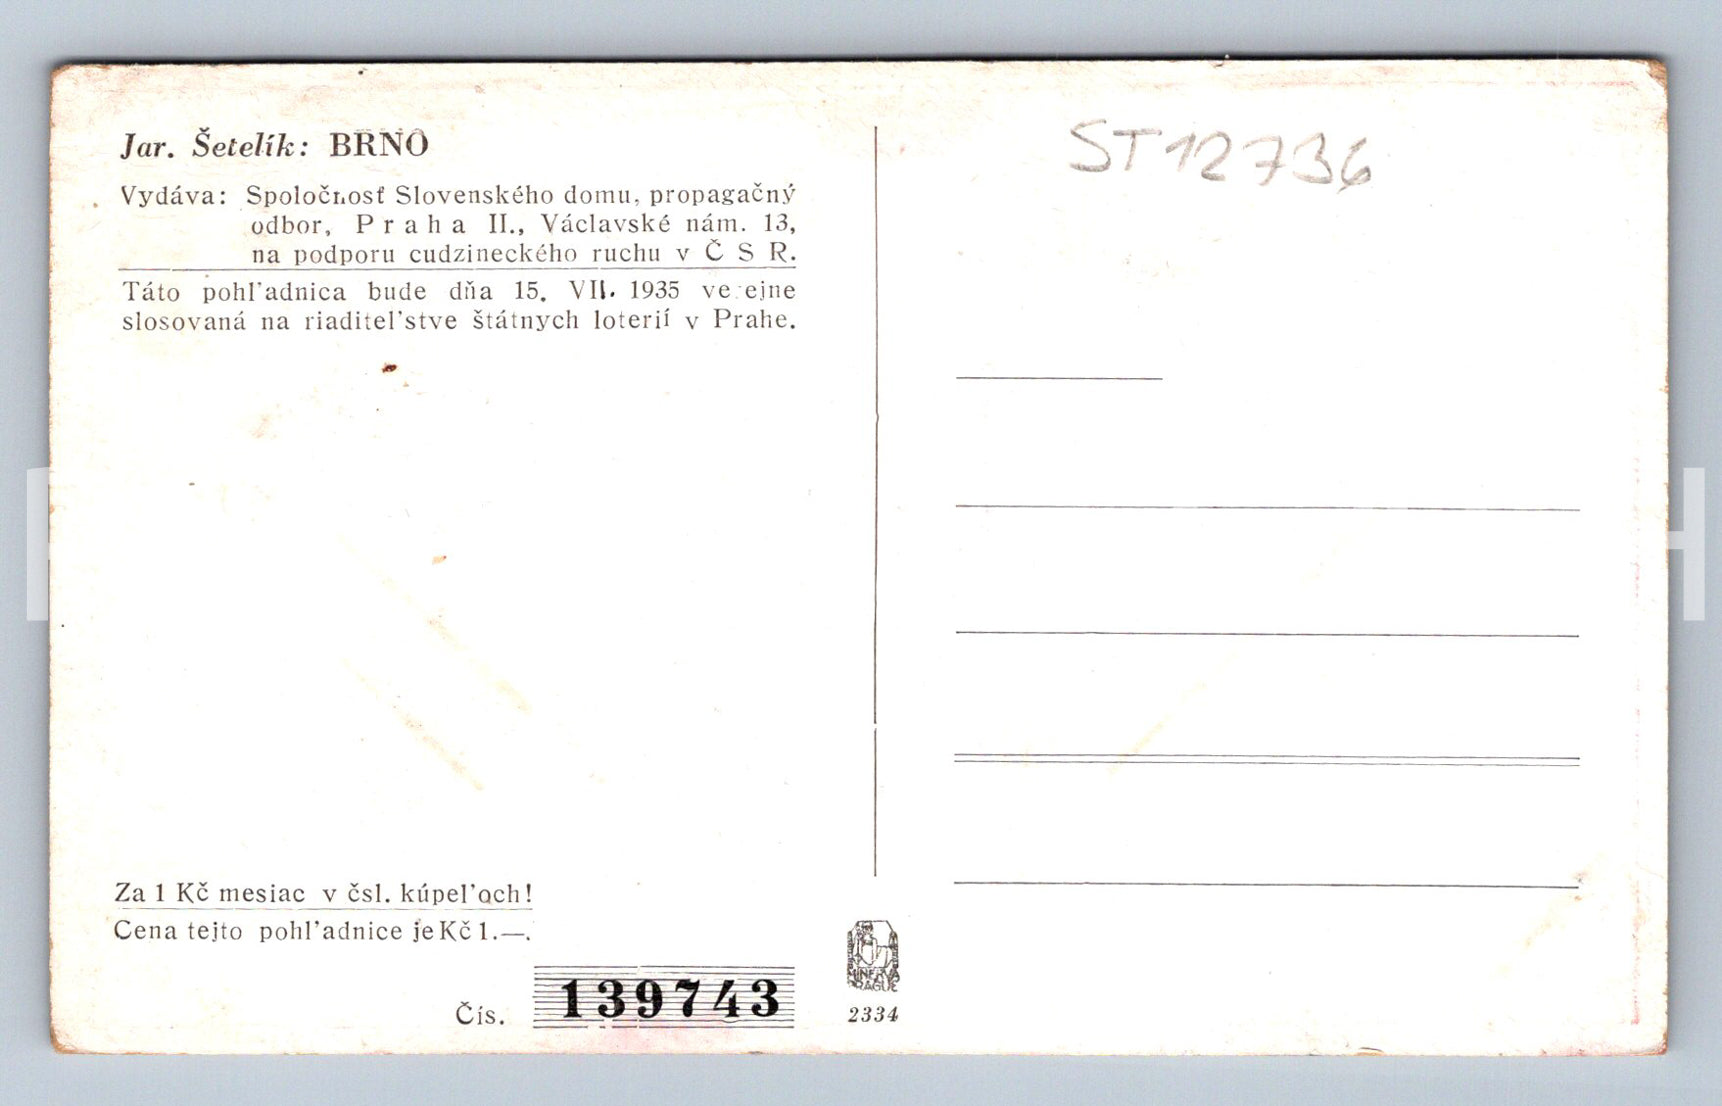 Jar. Šetelík: BRNO
ST12736
Vydáva: Spoločnosť Slovenského domu, propagačný
odbor, Praha II., Václavské nám. 13,
na podporu cudzineckého ruchu v ČSR.
Táto pohľadnica bude dňa 15. VII. 1935 verejne
slosovaná na riaditeľstve štátnych loterií v Prahe.
Za 1 Kč mesiac v čsl. kúpeľoch!
Cena tejto pohľadnice je Kč 1.—.
Čís. 139743
MINERVA
PRAGUE
2334
H